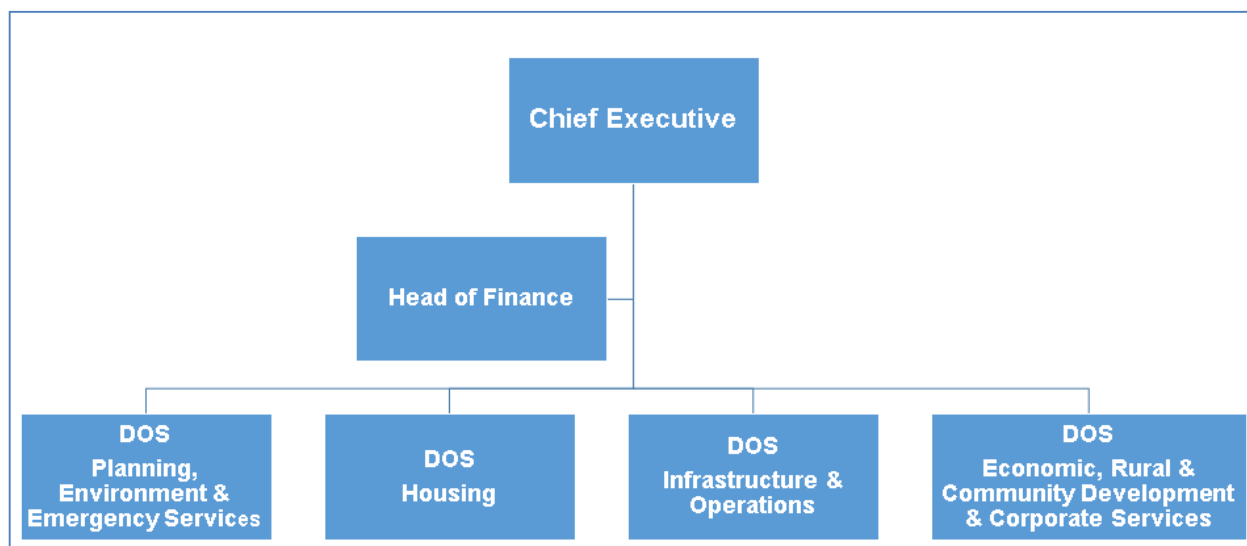 Chief Executive
Head of Finance
DOS
Planning,
Environment &
Emergency Services
DOS
Housing
DOS
Infrastructure &
Operations
DOS
Economic, Rural &
Community Development
& Corporate Services